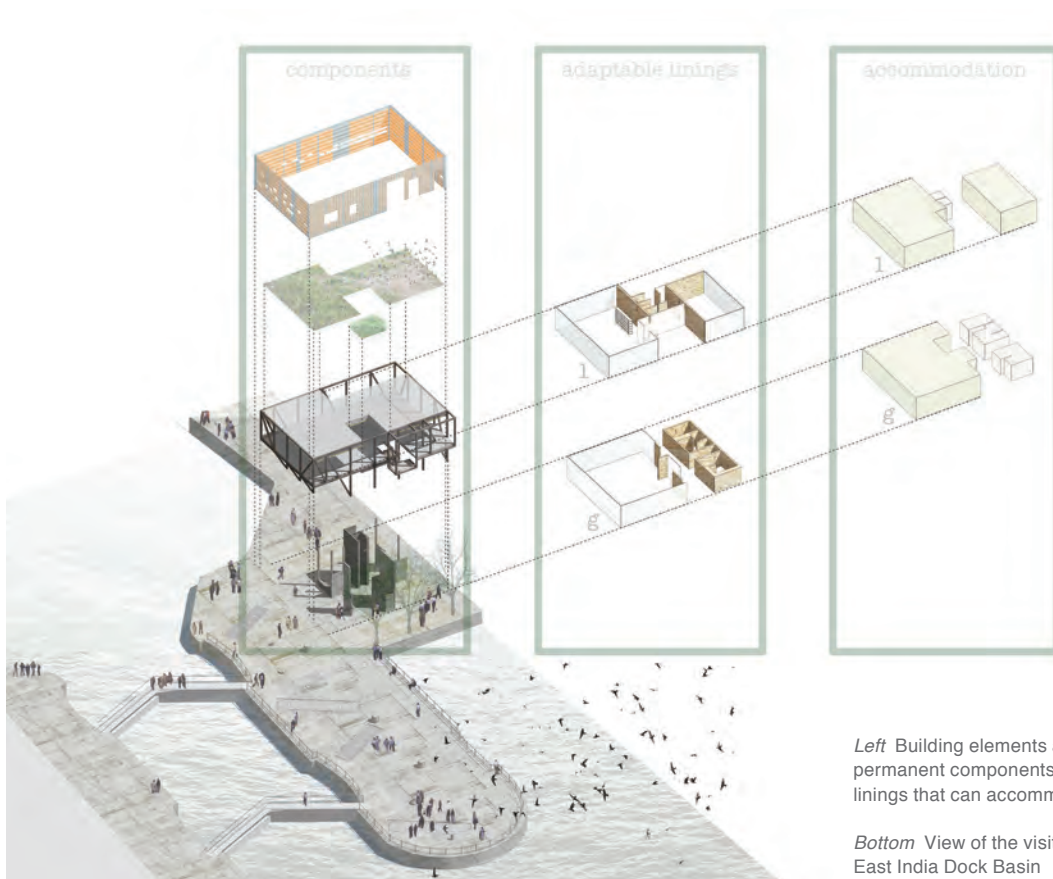 components
adaptable linings
accommodation
1
1
g
g
Left Building elements
permanent components
linings that can accomm
Bottom View of the visit
East India Dock Basin